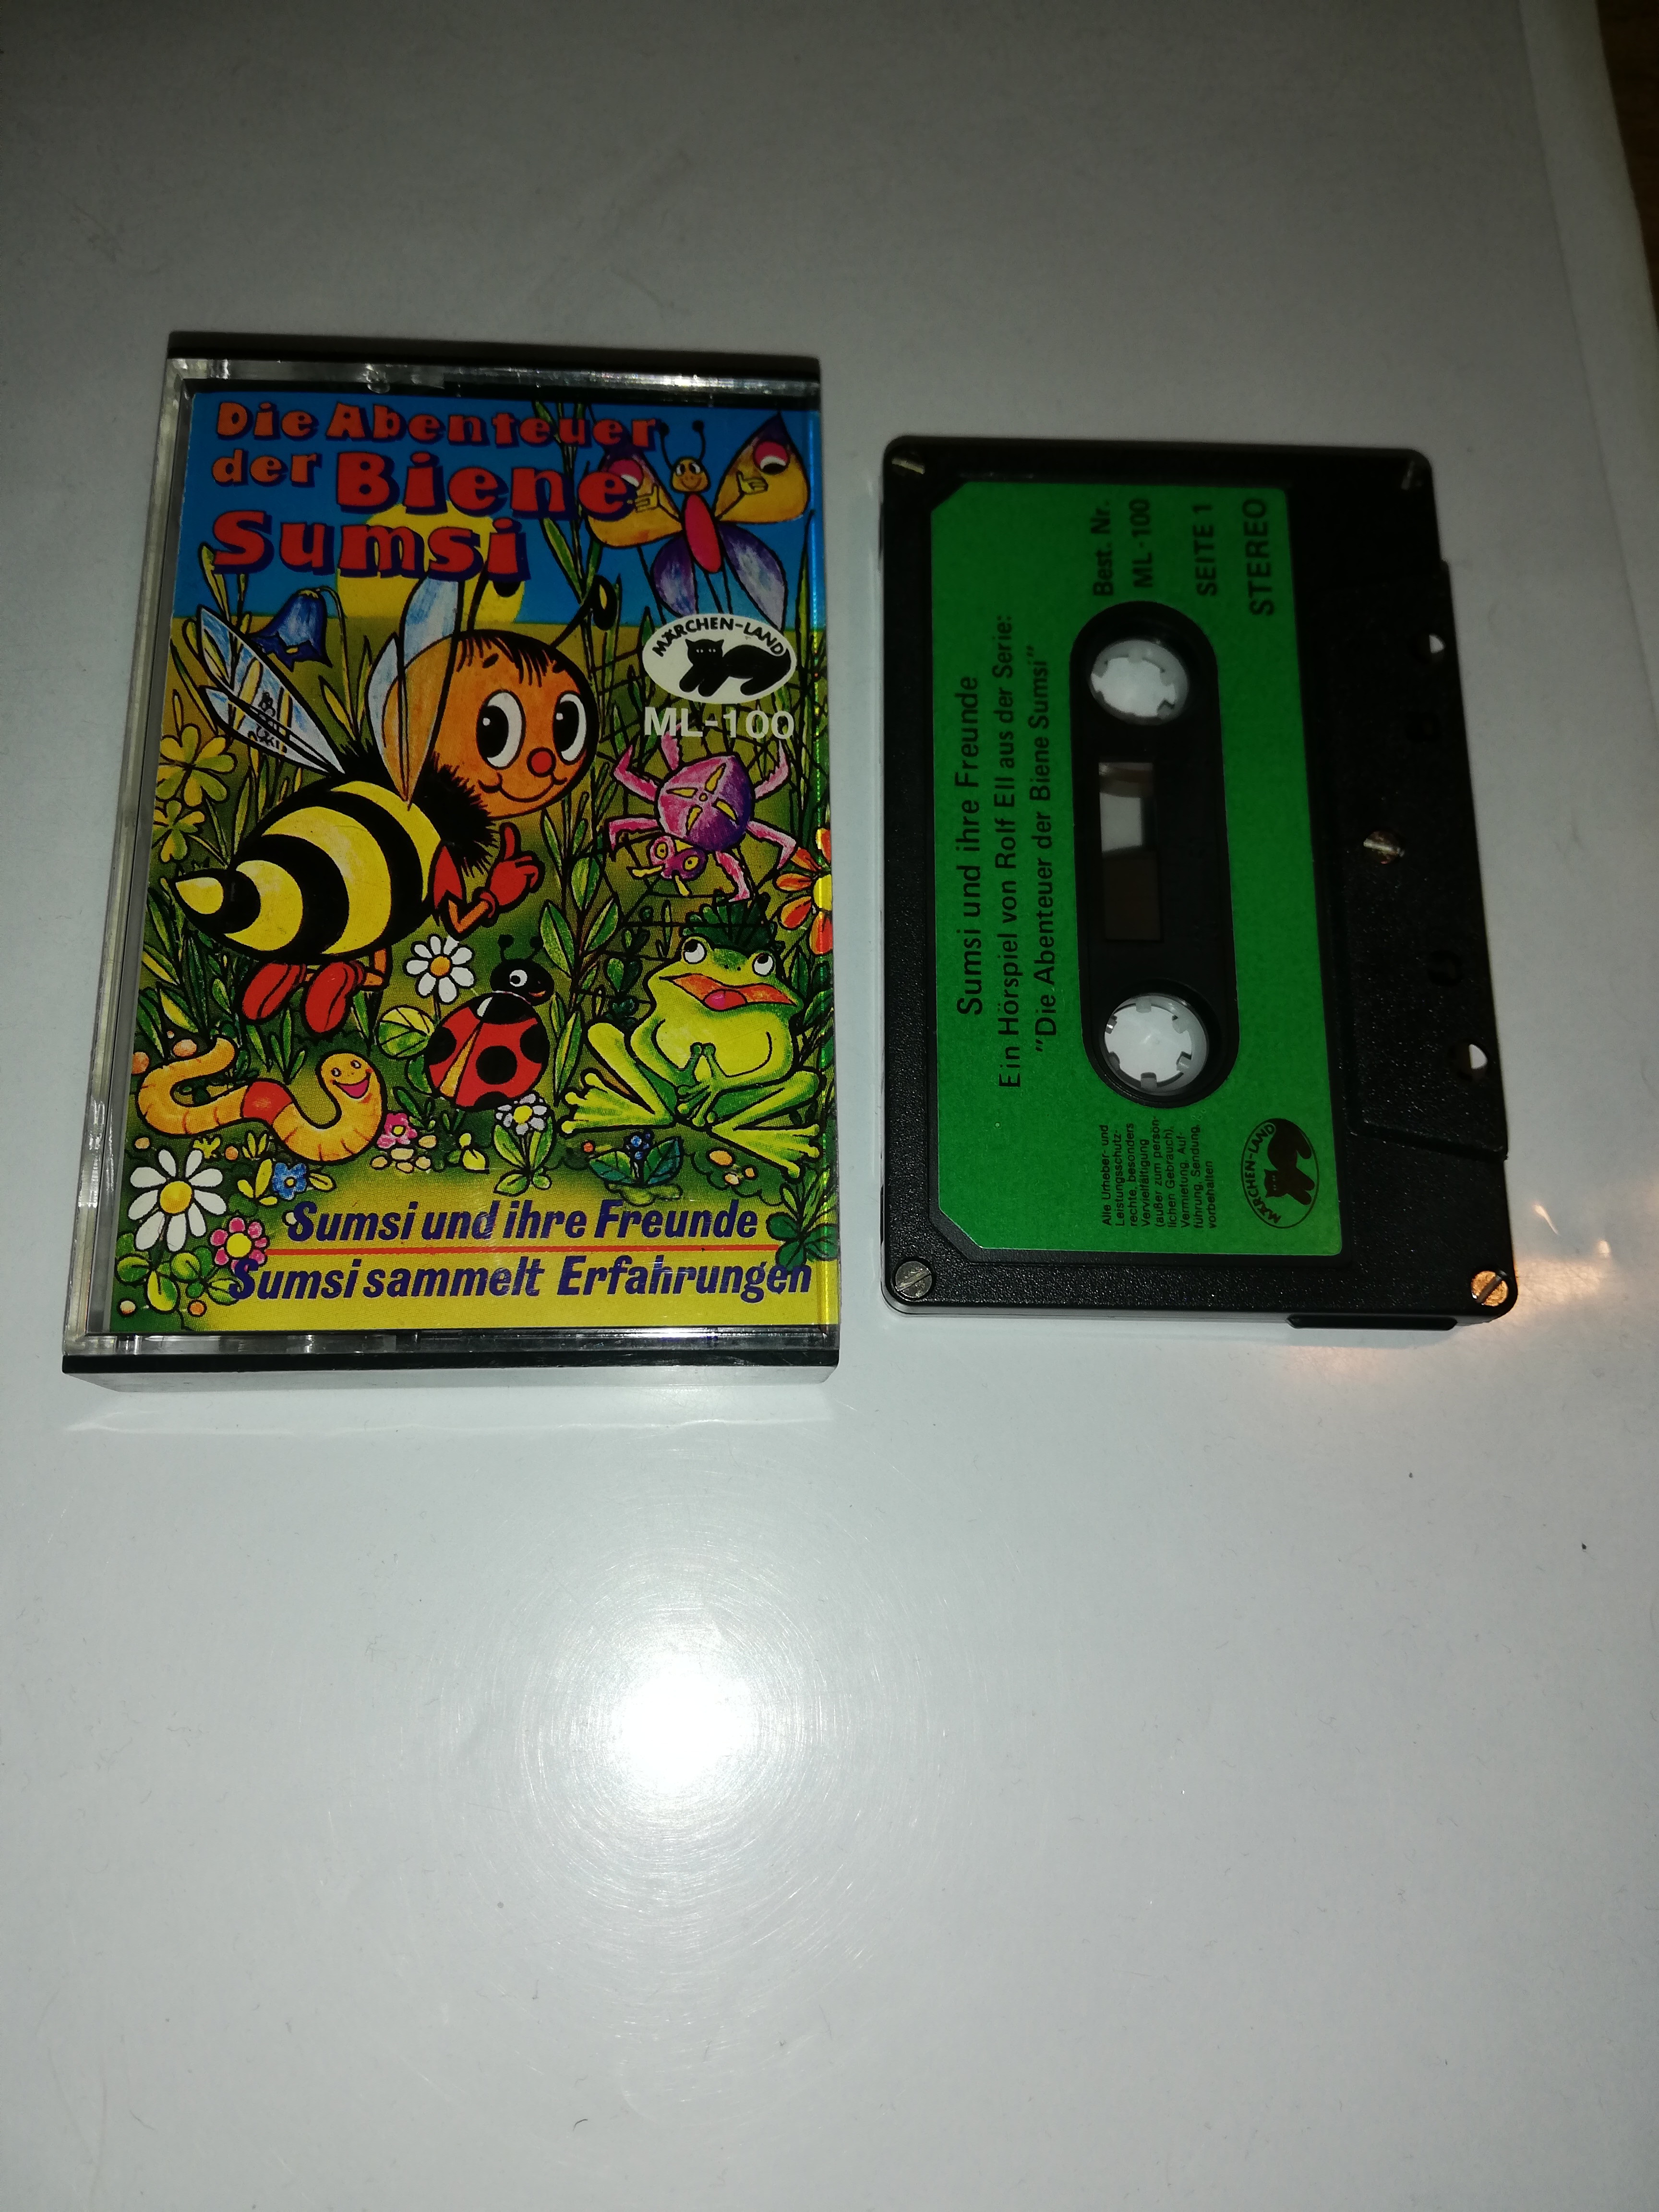 Die Abenteuer
der Biene
Sumsi
MÄRCHEN-LAND
ML-100
Sumsi und ihre Freunde
Sumsi sammelt Erfahrungen
Sumsi und ihre Freunde
Ein Hörspiel von Rolf Ell aus der Serie:
"Die Abenteuer der Biene Sumsi"
Best. Nr.
ML-100
SEITE 1
STEREO
Alle Urheber- und
Leistungsschutz-
rechte, besonders
Vervielfältigung
(außer zum persön-
lichen Gebrauch),
Vermietung, Auf-
führung, Sendung,
vorbehalten
MÄRCHEN-LAND